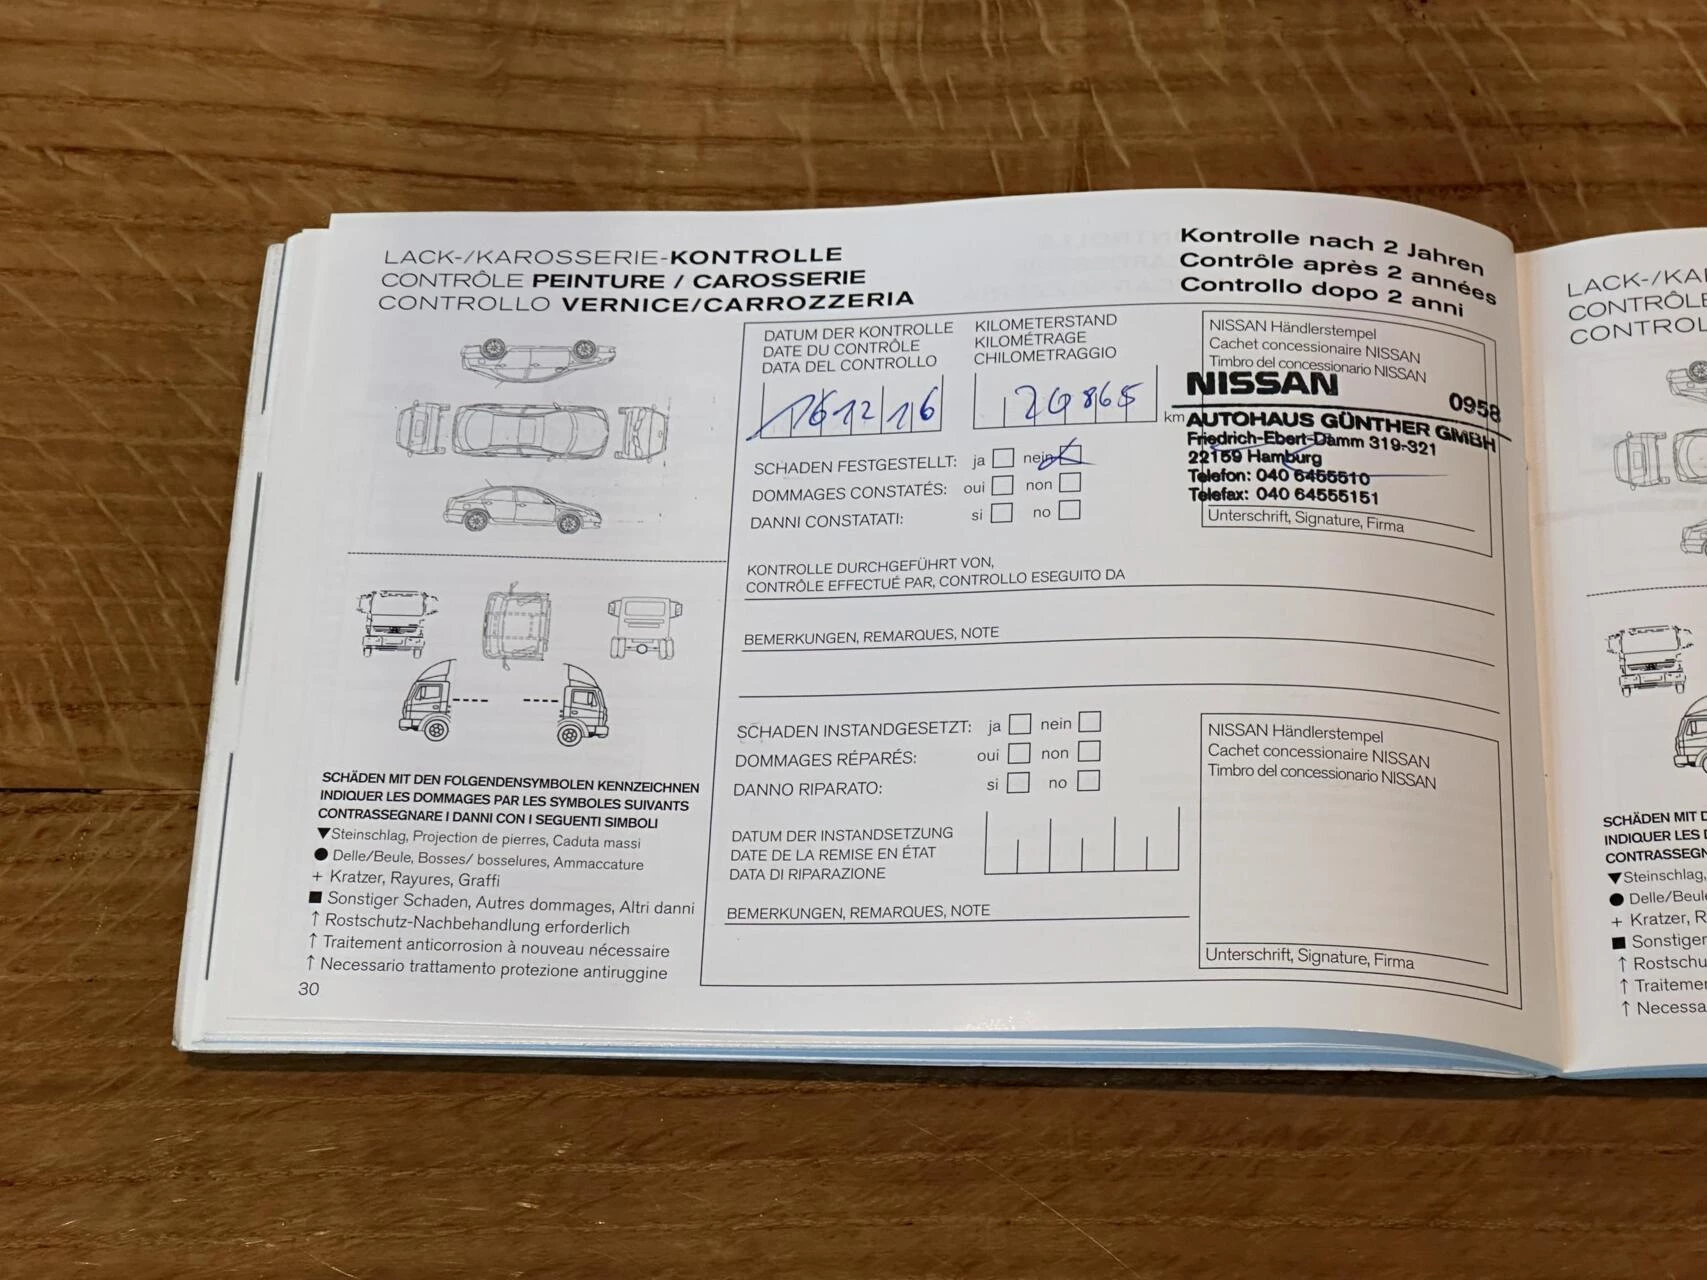 LACK-/KAROSSERIE-KONTROLLE
CONTRÔLE PEINTURE / CAROSSERIE
CONTROLLO VERNICE/CARROZZERIA
Kontrolle nach 2 Jahren
Contrôle après 2 années
Controllo dopo 2 anni
DATUM DER KONTROLLE
DATE DU CONTRÔLE
DATA DEL CONTROLLO
16 12 16
KILOMETERSTAND
KILOMÉTRAGE
CHILOMETRAGGIO
20865
km
NISSAN Händlerstempel
Cachet concessionaire NISSAN
Timbro del concessionario NISSAN
NISSAN 0958
AUTOHAUS GÜNTHER GMBH
Friedrich-Ebert-Damm 319-321
22159 Hamburg
Telefon: 040 6455510
Telefax: 040 64555151
Unterschrift, Signature, Firma
SCHADEN FESTGESTELLT: ja nein
DOMMAGES CONSTATÉS: oui non
DANNI CONSTATATI: si no
KONTROLLE DURCHGEFÜHRT VON,
CONTRÔLE EFFECTUÉ PAR, CONTROLLO ESEGUITO DA
BEMERKUNGEN, REMARQUES, NOTE
SCHADEN INSTANDGESETZT: ja nein
DOMMAGES RÉPARÉS: oui non
DANNO RIPARATO: si no
DATUM DER INSTANDSETZUNG
DATE DE LA REMISE EN ÉTAT
DATA DI RIPARAZIONE
BEMERKUNGEN, REMARQUES, NOTE
NISSAN Händlerstempel
Cachet concessionaire NISSAN
Timbro del concessionario NISSAN
Unterschrift, Signature, Firma
SCHÄDEN MIT DEN FOLGENDENSYMBOLEN KENNZEICHNEN
INDIQUER LES DOMMAGES PAR LES SYMBOLES SUIVANTS
CONTRASSEGNARE I DANNI CON I SEGUENTI SIMBOLI
▼Steinschlag, Projection de pierres, Caduta massi
● Delle/Beule, Bosses/ bosselures, Ammaccature
+ Kratzer, Rayures, Graffi
■ Sonstiger Schaden, Autres dommages, Altri danni
↑ Rostschutz-Nachbehandlung erforderlich
↑ Traitement anticorrosion à nouveau nécessaire
↑ Necessario trattamento protezione antiruggine
30
LACK-/KA
CONTRÔLE
CONTROL
SCHÄDEN MIT D
INDIQUER LES
CONTRASSEGN
▼Steinschlag,
● Delle/Beule
+ Kratzer, R
■ Sonstiger
↑ Rostschu
↑ Traitemen
↑ Necessa